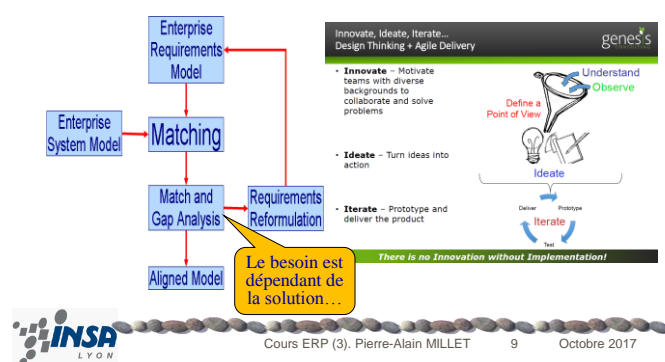 Enterprise
Requirements
Model
Enterprise
System Model
Matching
Match and
Gap Analysis
Requirements
Reformulation
Aligned Model
Le besoin est
dépendant de
la solution…
Innovate, Ideate, Iterate…
Design Thinking + Agile Delivery
genesis
- Innovate – Motivate
teams with diverse
backgrounds to
collaborate and solve
problems
- Ideate – Turn ideas into
action
- Iterate – Prototype and
deliver the product
Understand
Observe
Define a
Point of View
Ideate
Deliver
Prototype
Iterate
Test
There is no Innovation without Implementation!
INSA
LYON
Cours ERP (3). Pierre-Alain MILLET
9
Octobre 2017